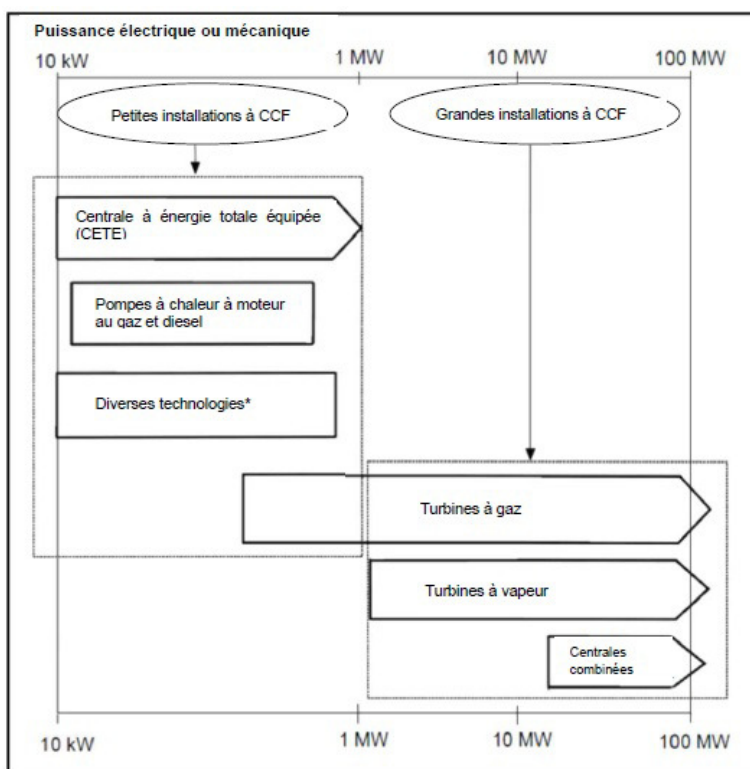 Puissance électrique ou mécanique
10 kW 1 MW 10 MW 100 MW
Petites installations à CCF
Grandes installations à CCF
Centrale à énergie totale équipée
(CETE)
Pompes à chaleur à moteur
au gaz et diesel
Diverses technologies*
Turbines à gaz
Turbines à vapeur
Centrales
combinées
10 kW 1 MW 10 MW 100 MW